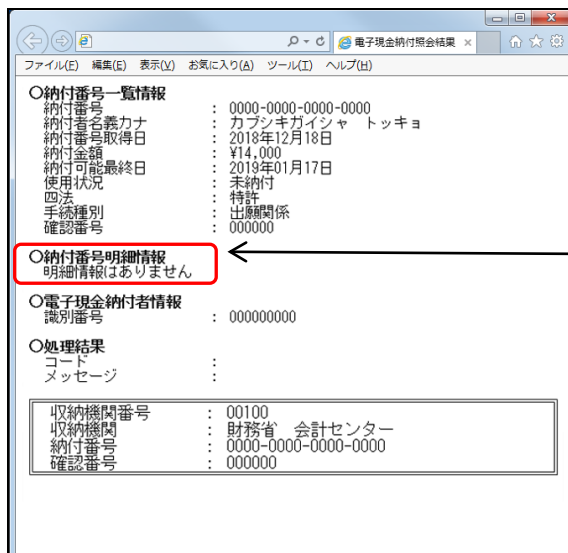 電子現金納付照会結果
ファイル(F) 編集(E) 表示(V) お気に入り(A) ツール(T) ヘルプ(H)
〇納付番号一覧情報
納付番号 : 0000-0000-0000-0000
納付者名義カナ : カブシキガイシャ トッキョ
納付番号取得日 : 2018年12月18日
納付金額 : ¥14,000
納付可能最終日 : 2019年01月17日
使用状況 : 未納付
四法 : 特許
手続種別 : 出願関係
確認番号 : 000000
〇納付番号明細情報
明細情報はありません
〇電子現金納付者情報
識別番号 : 000000000
〇処理結果
コード :
メッセージ :
収納機関番号 : 00100
収納機関 : 財務省 会計センター
納付番号 : 0000-0000-0000-0000
確認番号 : 000000